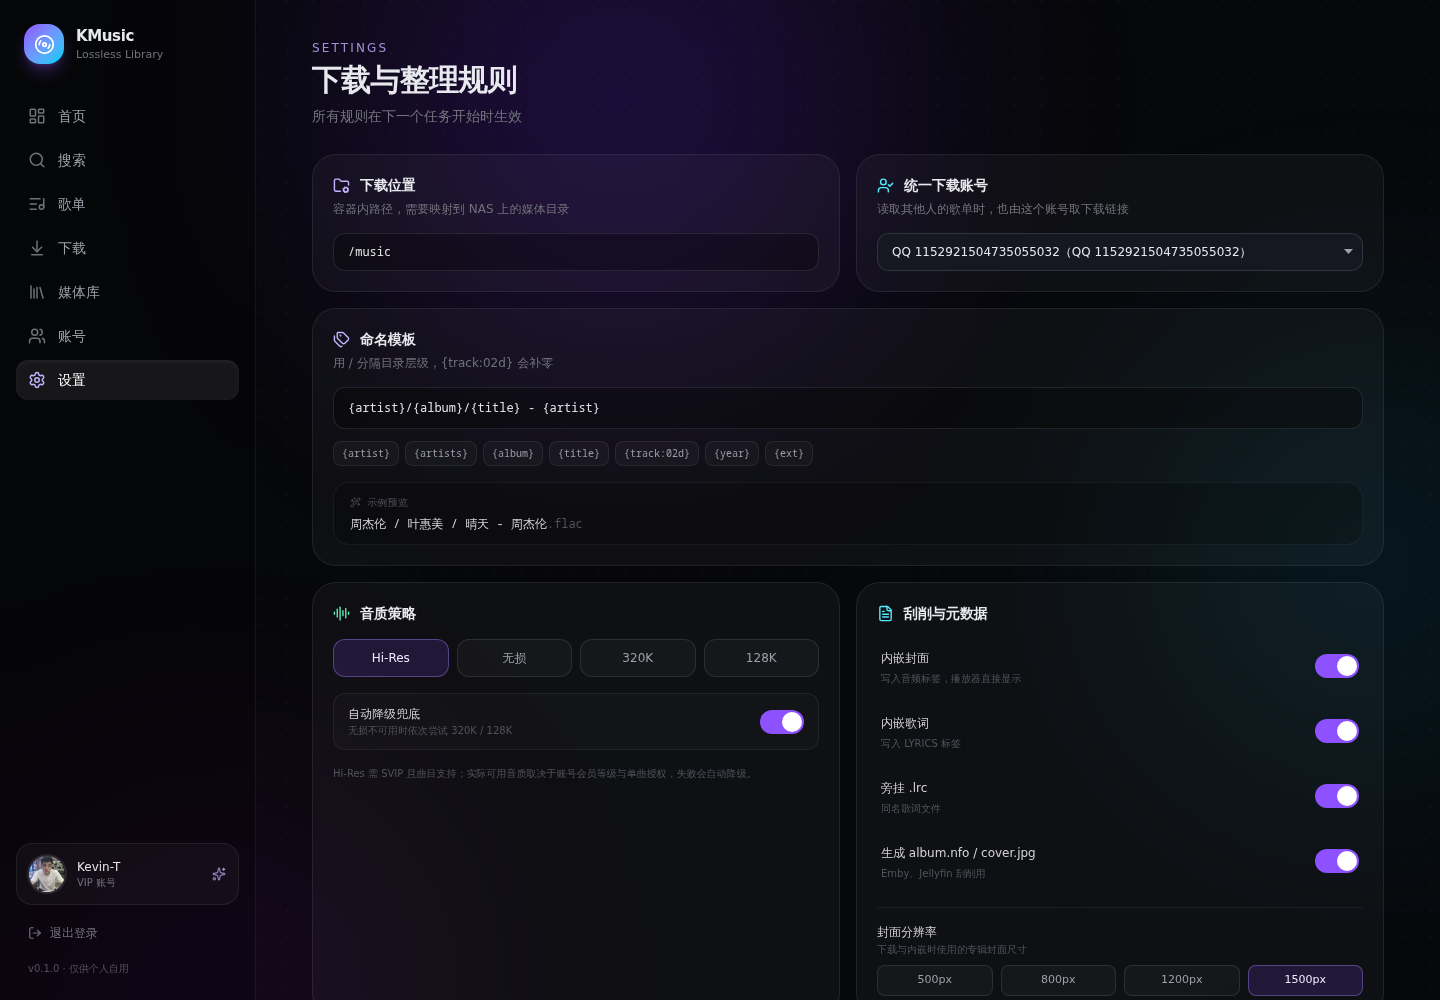 KMusic
Lossless Library
首页
搜索
歌单
下载
媒体库
账号
设置
Kevin-T
VIP 账号
退出登录
v0.1.0 · 仅供个人自用
SETTINGS
下载与整理规则
所有规则在下一个任务开始时生效
下载位置
容器内路径，需要映射到 NAS 上的媒体目录
/music
统一下载账号
读取其他人的歌单时，也由这个账号取下载链接
QQ 1152921504735055032（QQ 1152921504735055032）
命名模板
用 / 分隔目录层级，{track:02d} 会补零
{artist}/{album}/{title} - {artist}
{artist} {artists} {album} {title} {track:02d} {year} {ext}
示例预览
周杰伦 / 叶惠美 / 晴天 - 周杰伦.flac
音质策略
Hi-Res 无损 320K 128K
自动降级兜底
无损不可用时依次尝试 320K / 128K
Hi-Res 需 SVIP 且曲目支持；实际可用音质取决于账号会员等级与单曲授权，失败会自动降级。
刮削与元数据
内嵌封面
写入音频标签，播放器直接显示
内嵌歌词
写入 LYRICS 标签
旁挂 .lrc
同名歌词文件
生成 album.nfo / cover.jpg
Emby、Jellyfin 刮削用
封面分辨率
下载与内嵌时使用的专辑封面尺寸
500px 800px 1200px 1500px